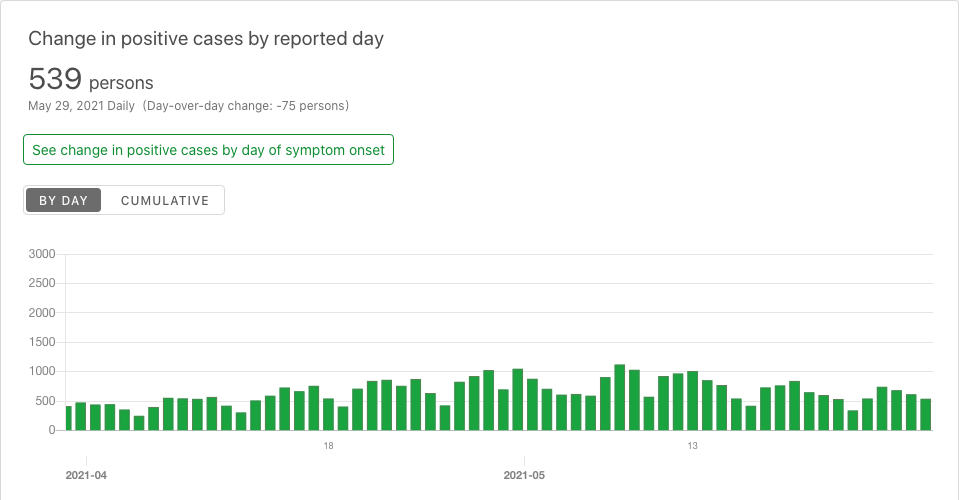 Change in positive cases by reported day
539 persons
May 29, 2021 Daily (Day-over-day change: -75 persons)
See change in positive cases by day of symptom onset
BY DAY CUMULATIVE
3000
2500
2000
1500
1000
500
0
18 13
2021-04 2021-05